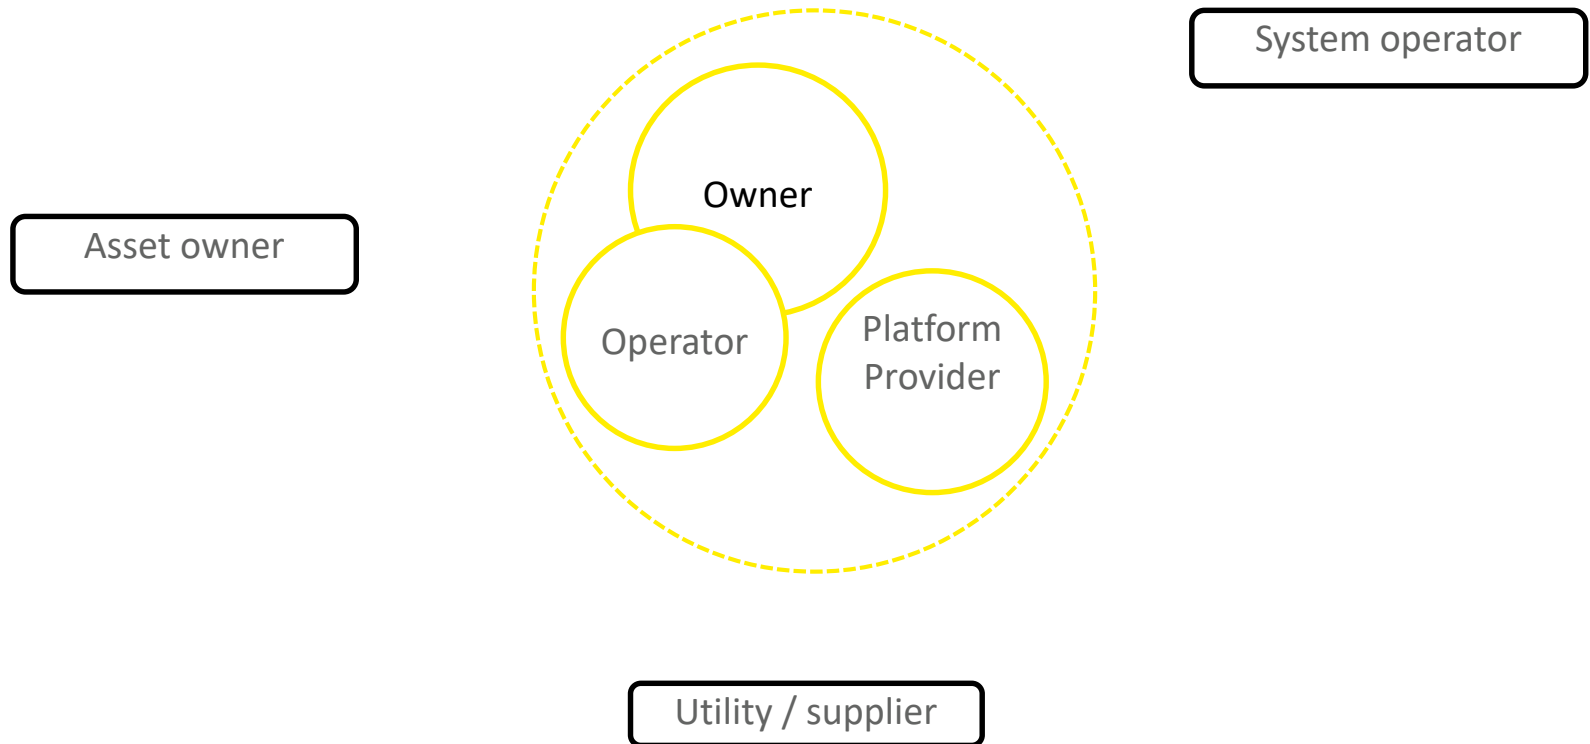 System operator
Owner
Asset owner
Operator
Platform
Provider
Utility / supplier